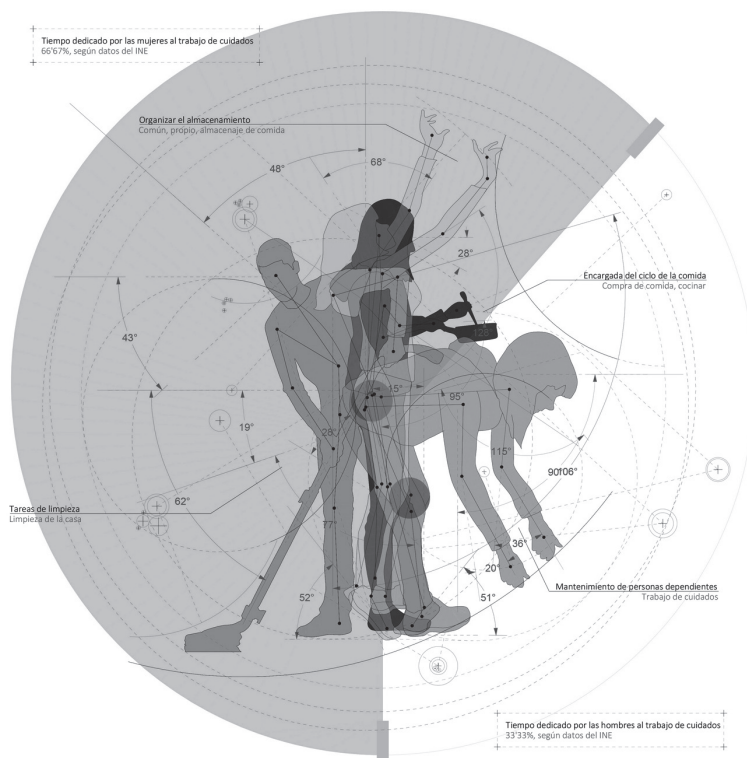 Tiempo dedicado por las mujeres al trabajo de cuidados
66'67%, según datos del INE
Organizar el almacenamiento
Común, propio, almacenaje de comida
48°
68°
28°
Encargada del ciclo de la comida
Compra de comida, cocinar
43°
15°
95°
19°
28°
115°
90°
106°
62°
Tareas de limpieza
Limpieza de la casa
77°
36°
20°
Mantenimiento de personas dependientes
Trabajo de cuidados
52°
51°
Tiempo dedicado por las hombres al trabajo de cuidados
33'33%, según datos del INE